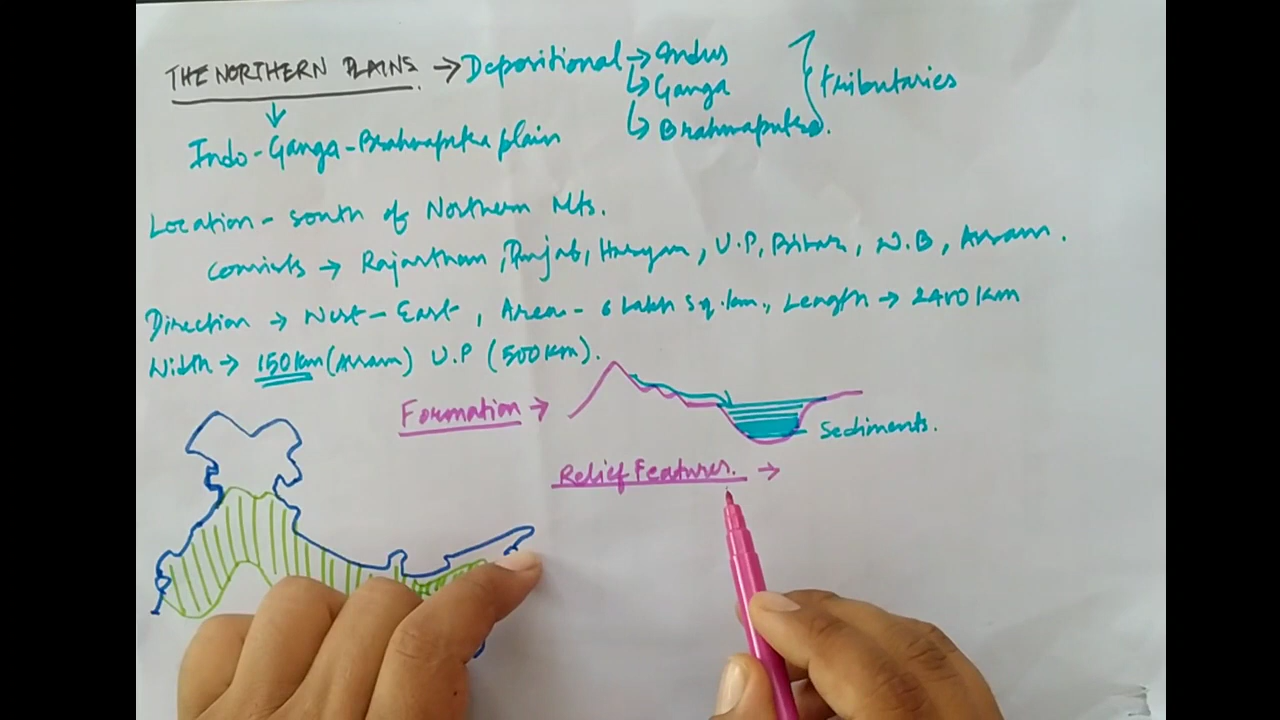 THE NORTHERN PLAINS. → Depositional → Indus
↳ Ganga
↳ Brahmaputra.
tributaries
↓
Indo-Ganga-Brahmaputra plain
Location - south of Northern Mts.
consists → Rajasthan, Punjab, Haryan, U.P, Bihar, W.B, Assam.
Direction → West - East, Area - 6 Lakh sq.km., Length → 2400 KM
Width → 150 km (Assam) U.P (500 KM).
Formation →
Sediments.
Relief Features. →